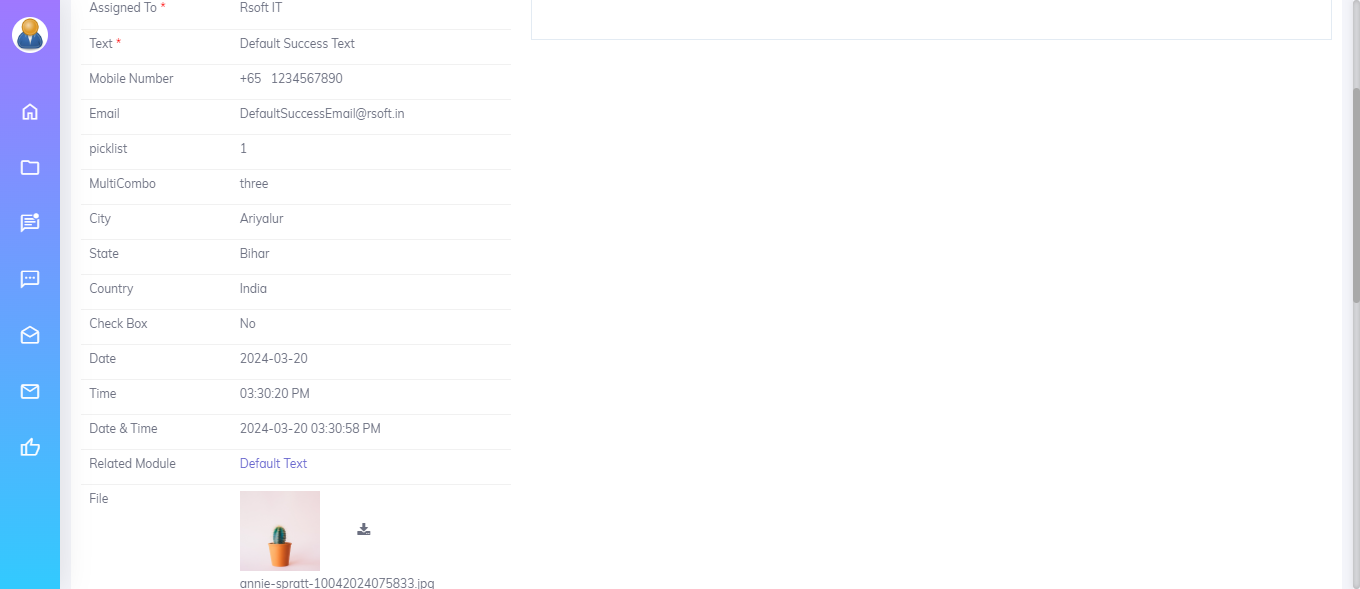 Assigned To * Rsoft IT
Text * Default Success Text
Mobile Number +65 1234567890
Email DefaultSuccessEmail@rsoft.in
picklist 1
MultiCombo three
City Ariyalur
State Bihar
Country India
Check Box No
Date 2024-03-20
Time 03:30:20 PM
Date & Time 2024-03-20 03:30:58 PM
Related Module Default Text
File
annie-spratt-10042024075833.jpg